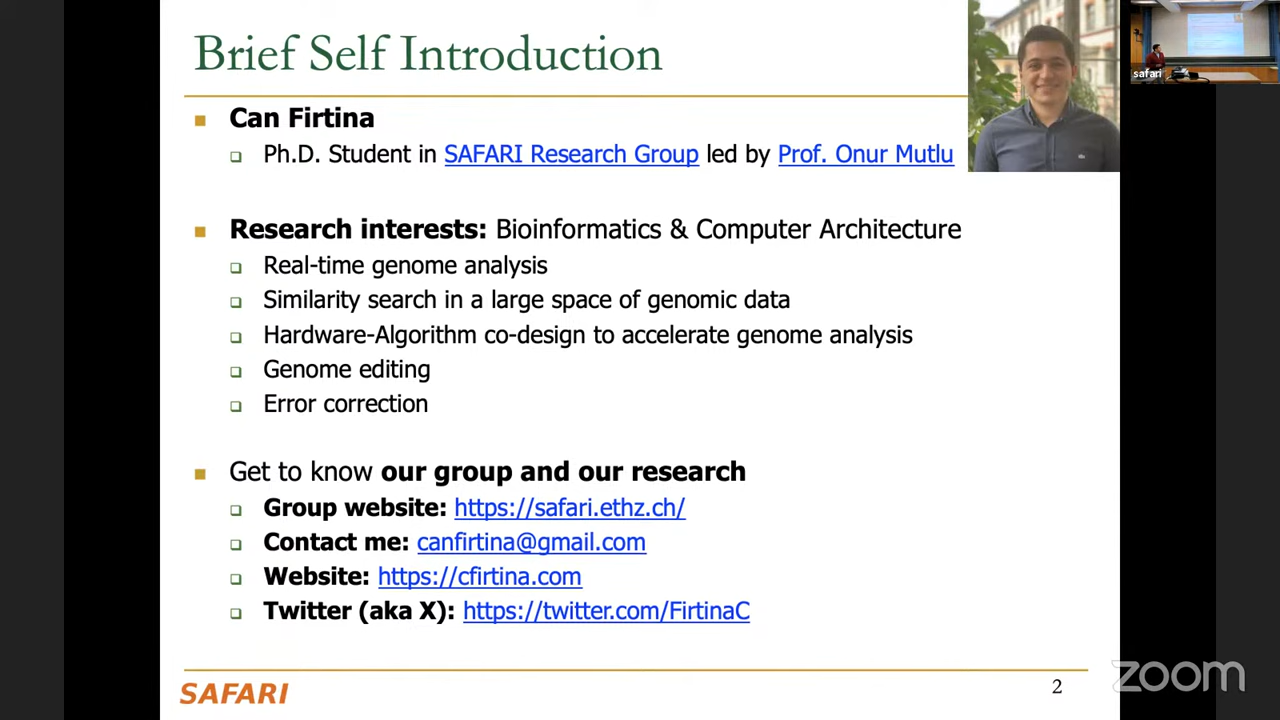 Brief Self Introduction
Can Firtina
Ph.D. Student in SAFARI Research Group led by Prof. Onur Mutlu
Research interests: Bioinformatics & Computer Architecture
Real-time genome analysis
Similarity search in a large space of genomic data
Hardware-Algorithm co-design to accelerate genome analysis
Genome editing
Error correction
Get to know our group and our research
Group website: https://safari.ethz.ch/
Contact me: canfirtina@gmail.com
Website: https://cfirtina.com
Twitter (aka X): https://twitter.com/FirtinaC
SAFARI
2
safari
zoom